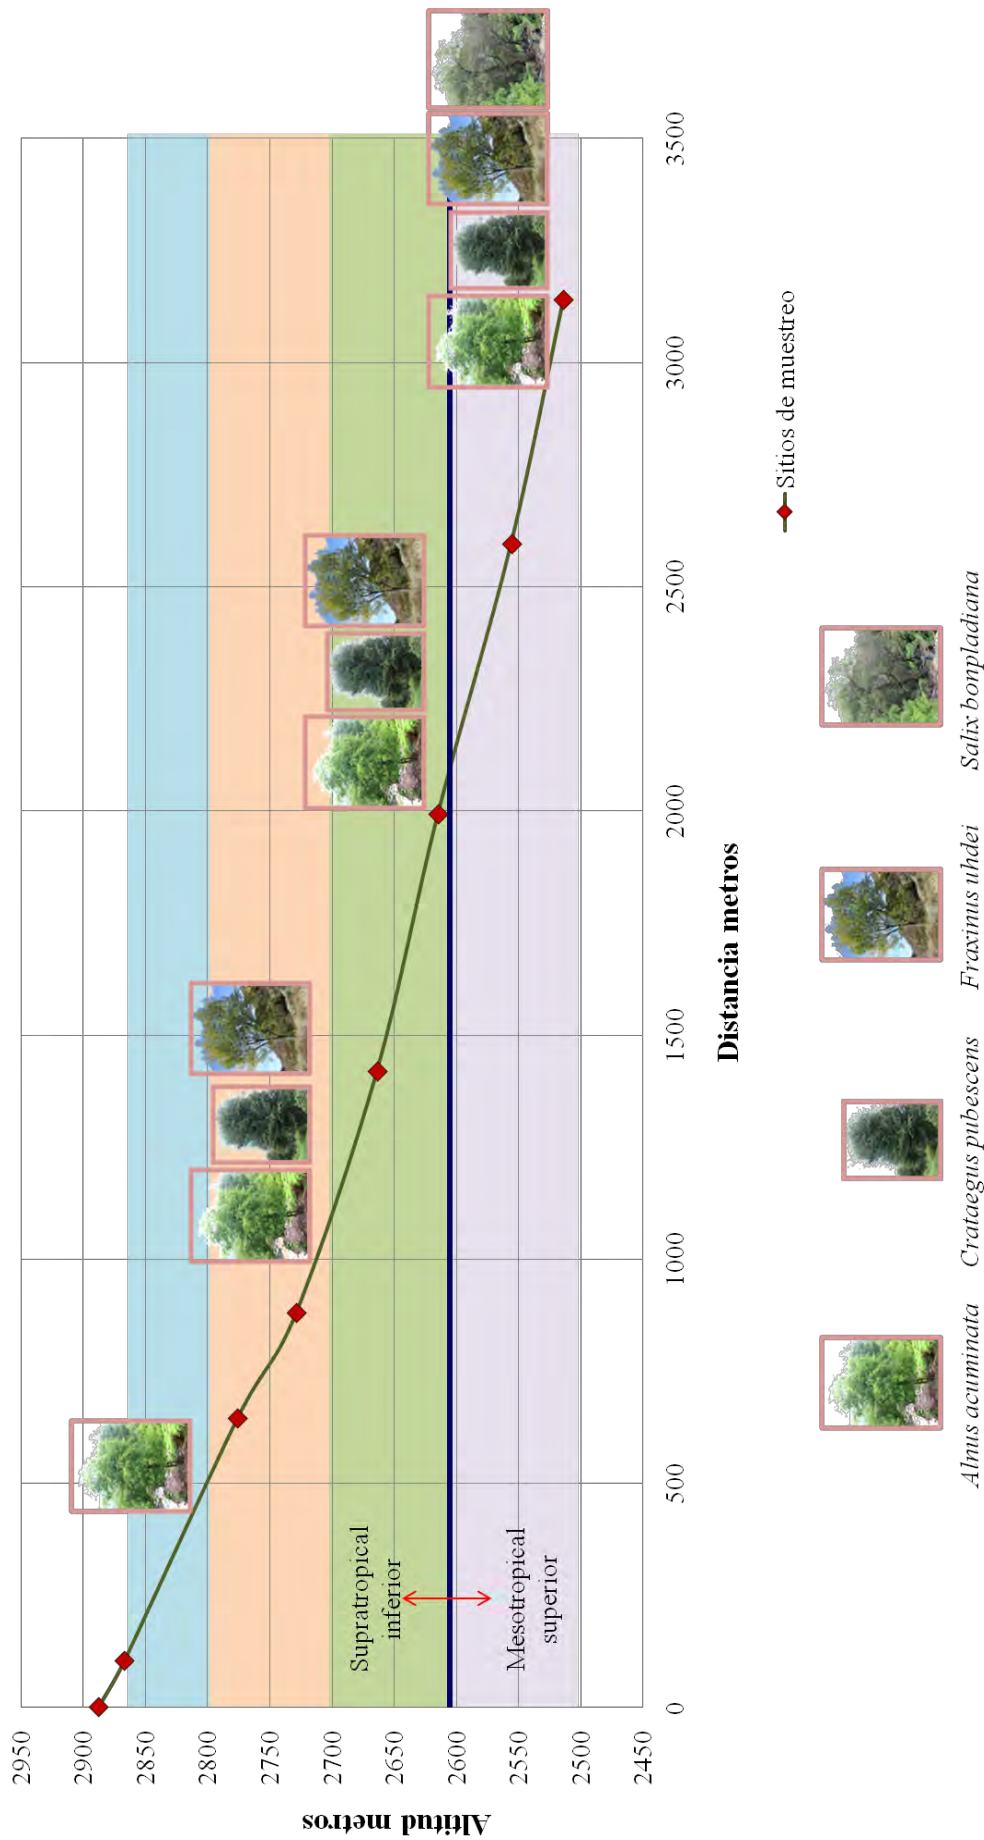 Altitud metros
2950
2900
2850
2800
2750
2700
2650
2600
2550
2500
2450
Supratropical
inferior
Mesotropical
superior
0
500
1000
1500
2000
2500
3000
3500
Distancia metros
Sitios de muestreo
Alnus acuminata
Crataegus pubescens
Fraxinus uhdei
Salix bonpladiana